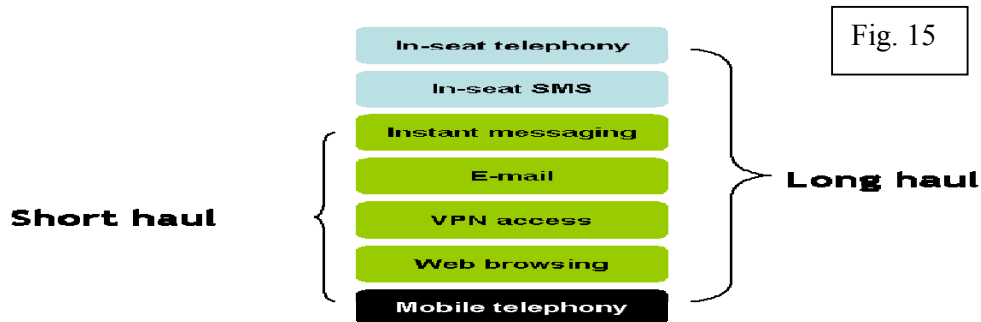 Fig. 15
In-seat telephony
In-seat SMS
Instant messaging
E-mail
VPN access
Web browsing
Mobile telephony
Short haul
Long haul